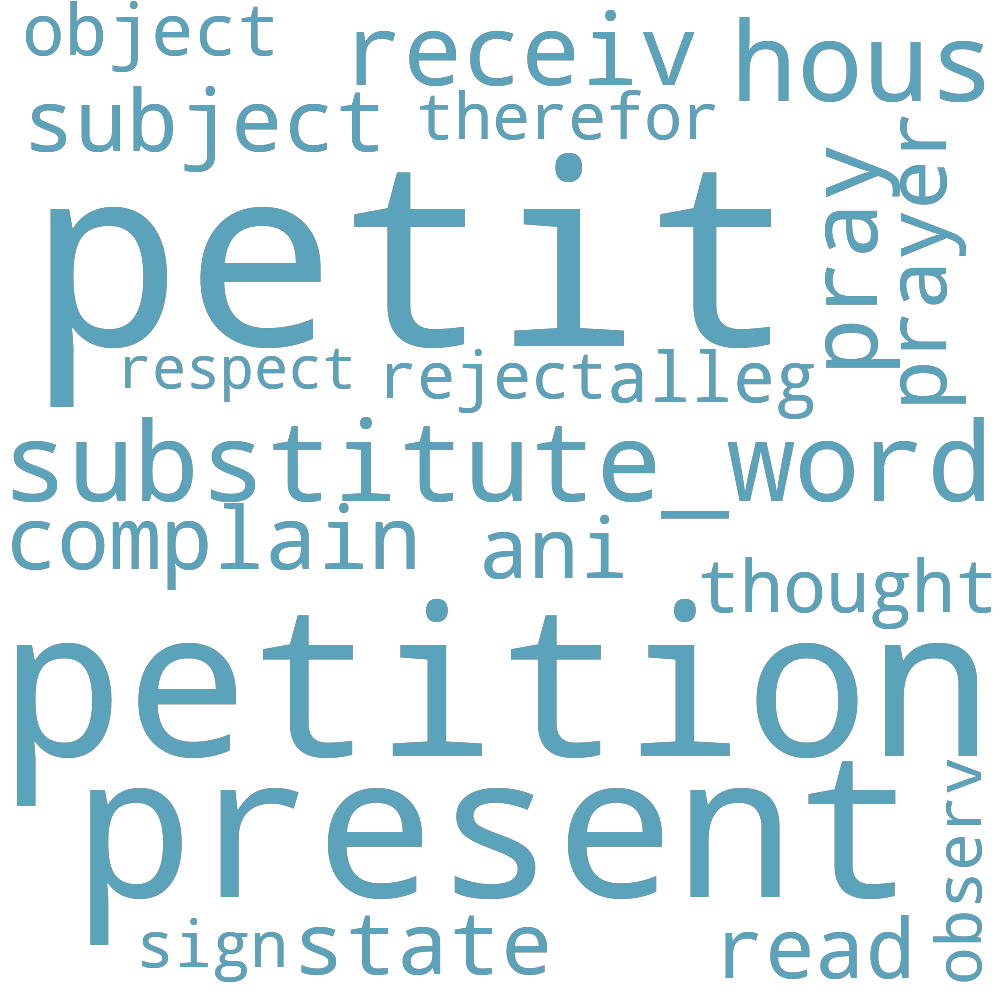 object receiv hous
subject therefor
pray
prayer
petit
respect reject alleg
substitute_word
complain ani
thought
petition
present
observ
sign state read